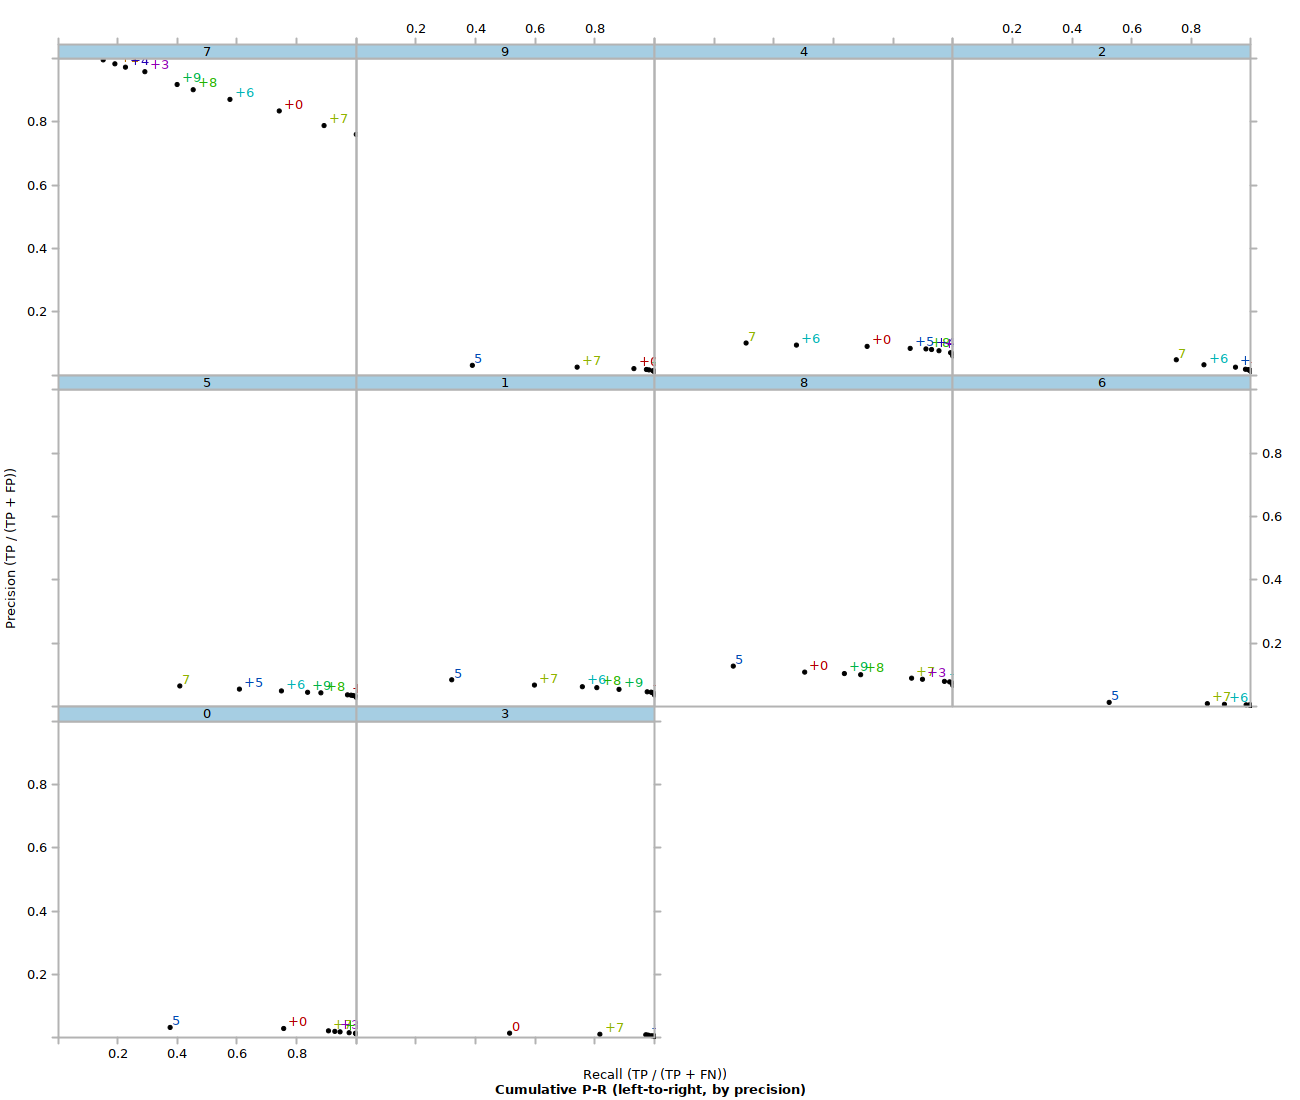 0.2 0.4 0.6 0.8 0.2 0.4 0.6 0.8
7 9 4 2
+4 +3 +9 +8 +6 +0 +7
0.8
0.6
0.4
0.2
5 +7
7 +6 +0 +5
7 +6
5 1 8 6
0.8
0.6
0.4
0.2
Precision (TP / (TP + FP))
7 +5 +6 +9 +8
5 +7 +6 +8 +9
5 +0 +9 +8 +3
5 +7 +6
0 3
0.8
0.6
0.4
0.2
5 +0
0 +7
0.2 0.4 0.6 0.8
Recall (TP / (TP + FN))
Cumulative P-R (left-to-right, by precision)